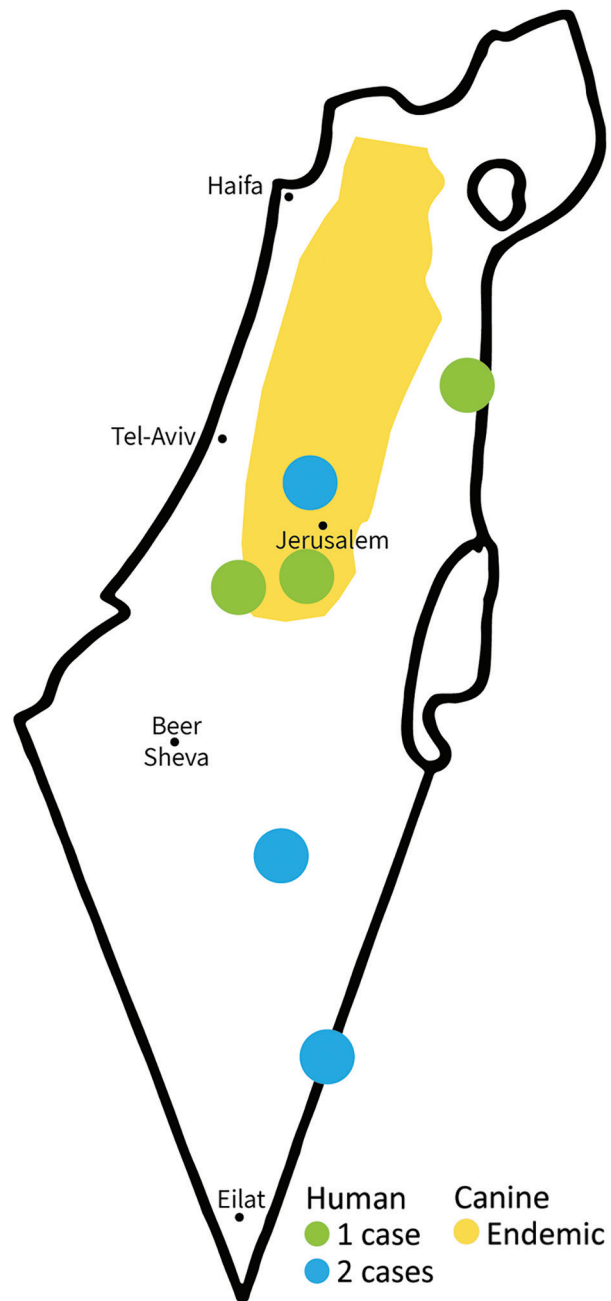 Haifa
Tel-Aviv
Jerusalem
Beer
Sheva
Eilat
Human
1 case
2 cases
Canine
Endemic